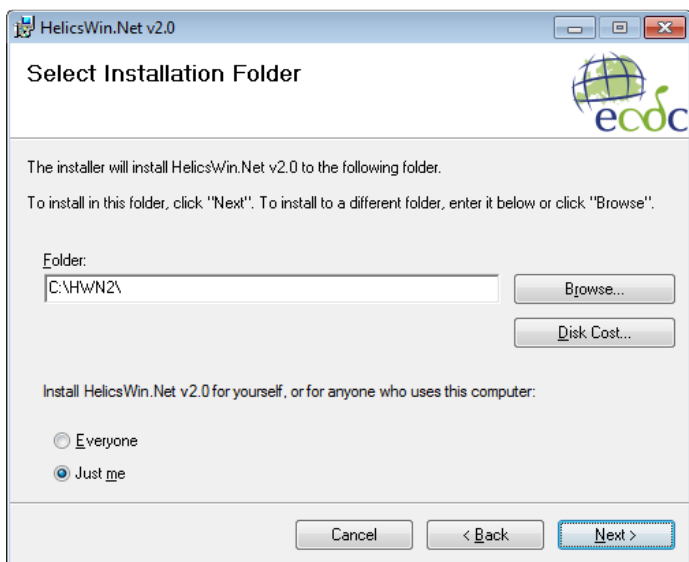 HelicsWin.Net v2.0
Select Installation Folder
ecdc
The installer will install HelicsWin.Net v2.0 to the following folder.
To install in this folder, click "Next". To install to a different folder, enter it below or click "Browse".
Folder:
C:\HWN2\
Browse...
Disk Cost...
Install HelicsWin.Net v2.0 for yourself, or for anyone who uses this computer:
Everyone
Just me
Cancel
< Back
Next >